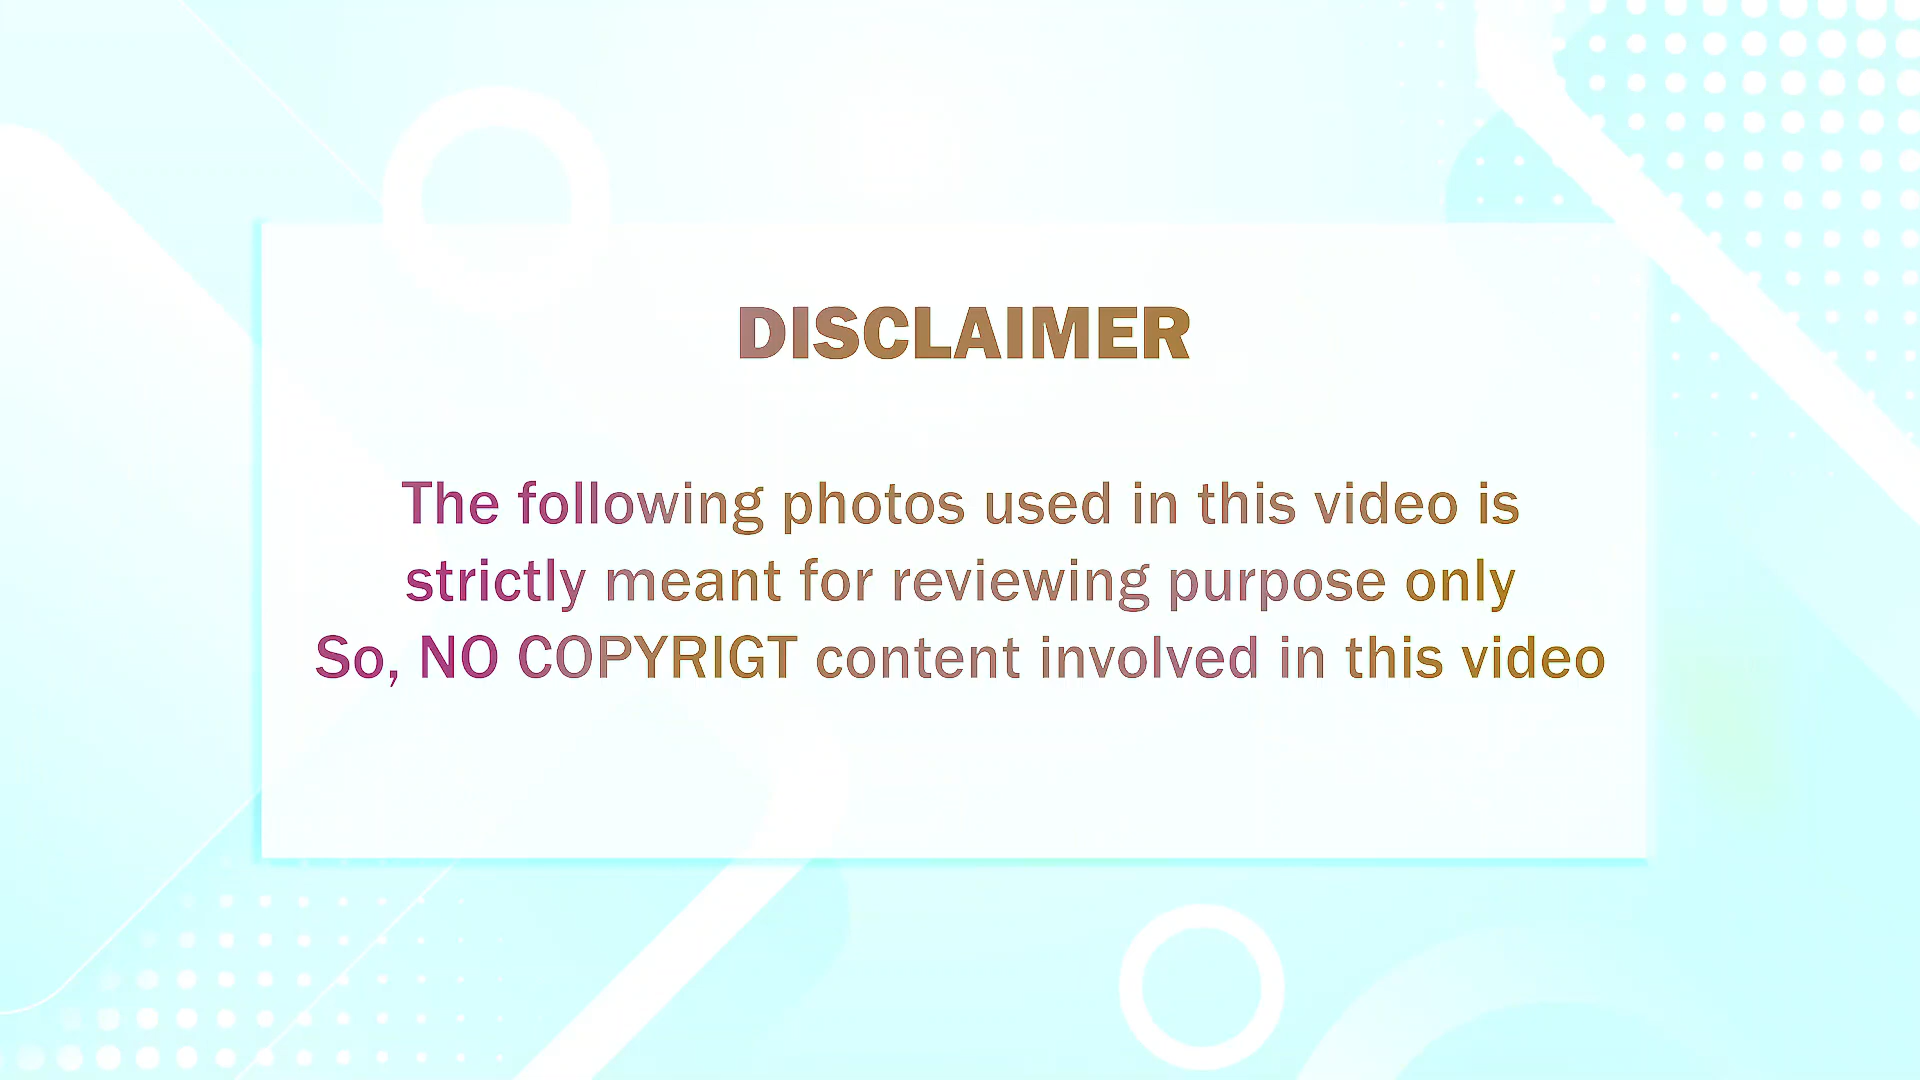 DISCLAIMER
The following photos used in this video is
strictly meant for reviewing purpose only
So, NO COPYRIGT content involved in this video